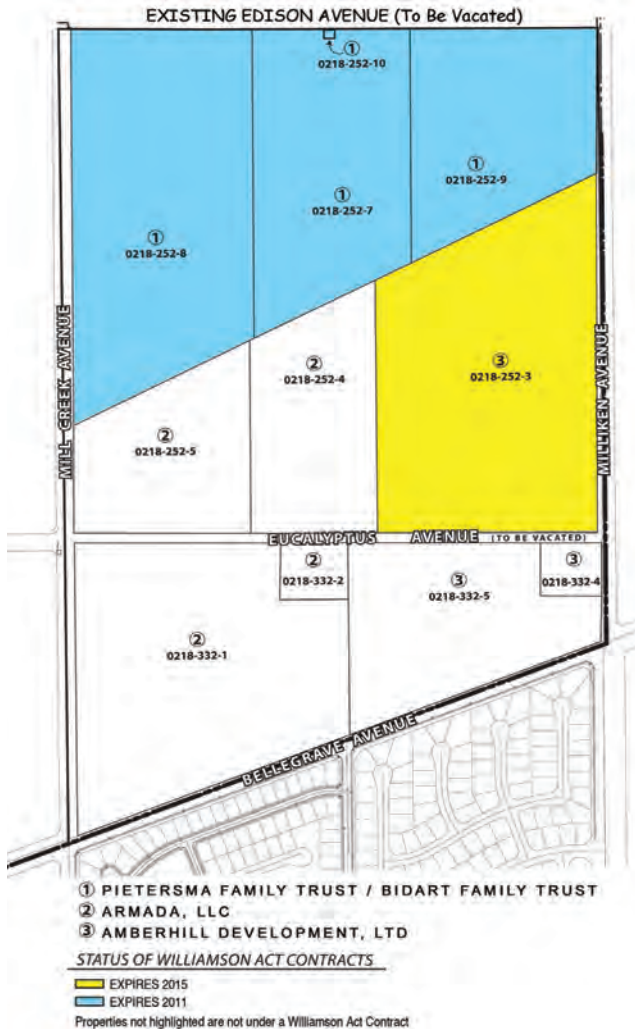 EXISTING EDISON AVENUE (To Be Vacated)
①
0218-252-10
①
0218-252-9
①
0218-252-7
①
0218-252-8
MILL CREEK AVENUE
MILLIKEN AVENUE
②
0218-252-4
③
0218-252-3
②
0218-252-5
EUCALYPTUS AVENUE (TO BE VACATED)
②
0218-332-2
③
0218-332-5
③
0218-332-4
②
0218-332-1
BELLEGRAVE AVENUE
① PIETERSMA FAMILY TRUST / BIDART FAMILY TRUST
② ARMADA, LLC
③ AMBERHILL DEVELOPMENT, LTD
STATUS OF WILLIAMSON ACT CONTRACTS
EXPIRES 2015
EXPIRES 2011
Properties not highlighted are not under a Williamson Act Contract